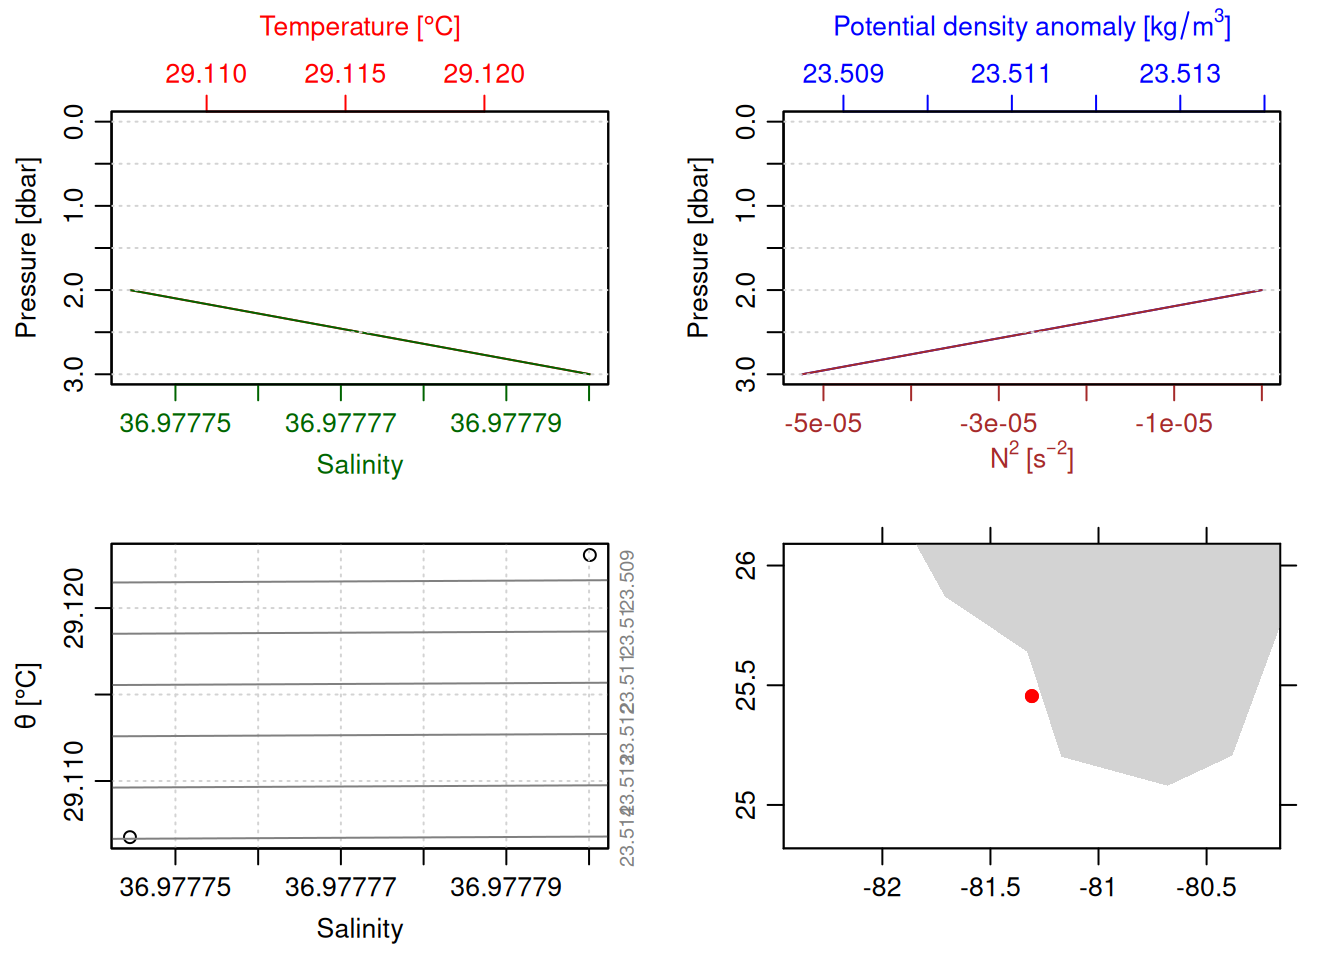 Temperature [°C]
29.110 29.115 29.120
Pressure [dbar]
0.0
1.0
2.0
3.0
36.97775 36.97777 36.97779
Salinity
Potential density anomaly [kg/m³]
23.509 23.511 23.513
Pressure [dbar]
0.0
1.0
2.0
3.0
-5e-05 -3e-05 -1e-05
N² [s⁻²]
θ [°C]
29.120
29.110
23.509
36.97775 36.97777 36.97779
Salinity
26
25.5
25
-82 -81.5 -81 -80.5